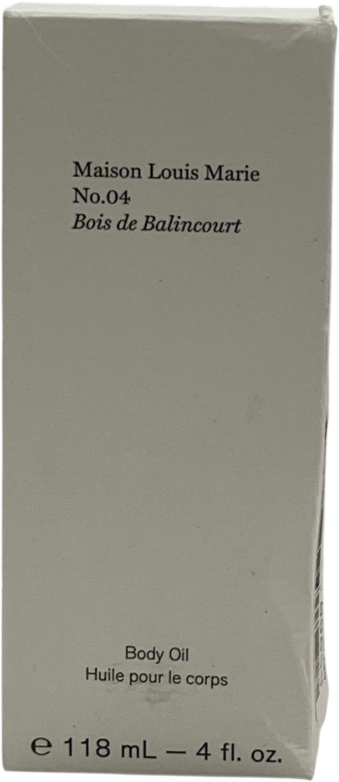 Maison Louis Marie
No.04
Bois de Balincourt
Body Oil
Huile pour le corps
e 118 mL — 4 fl. oz.